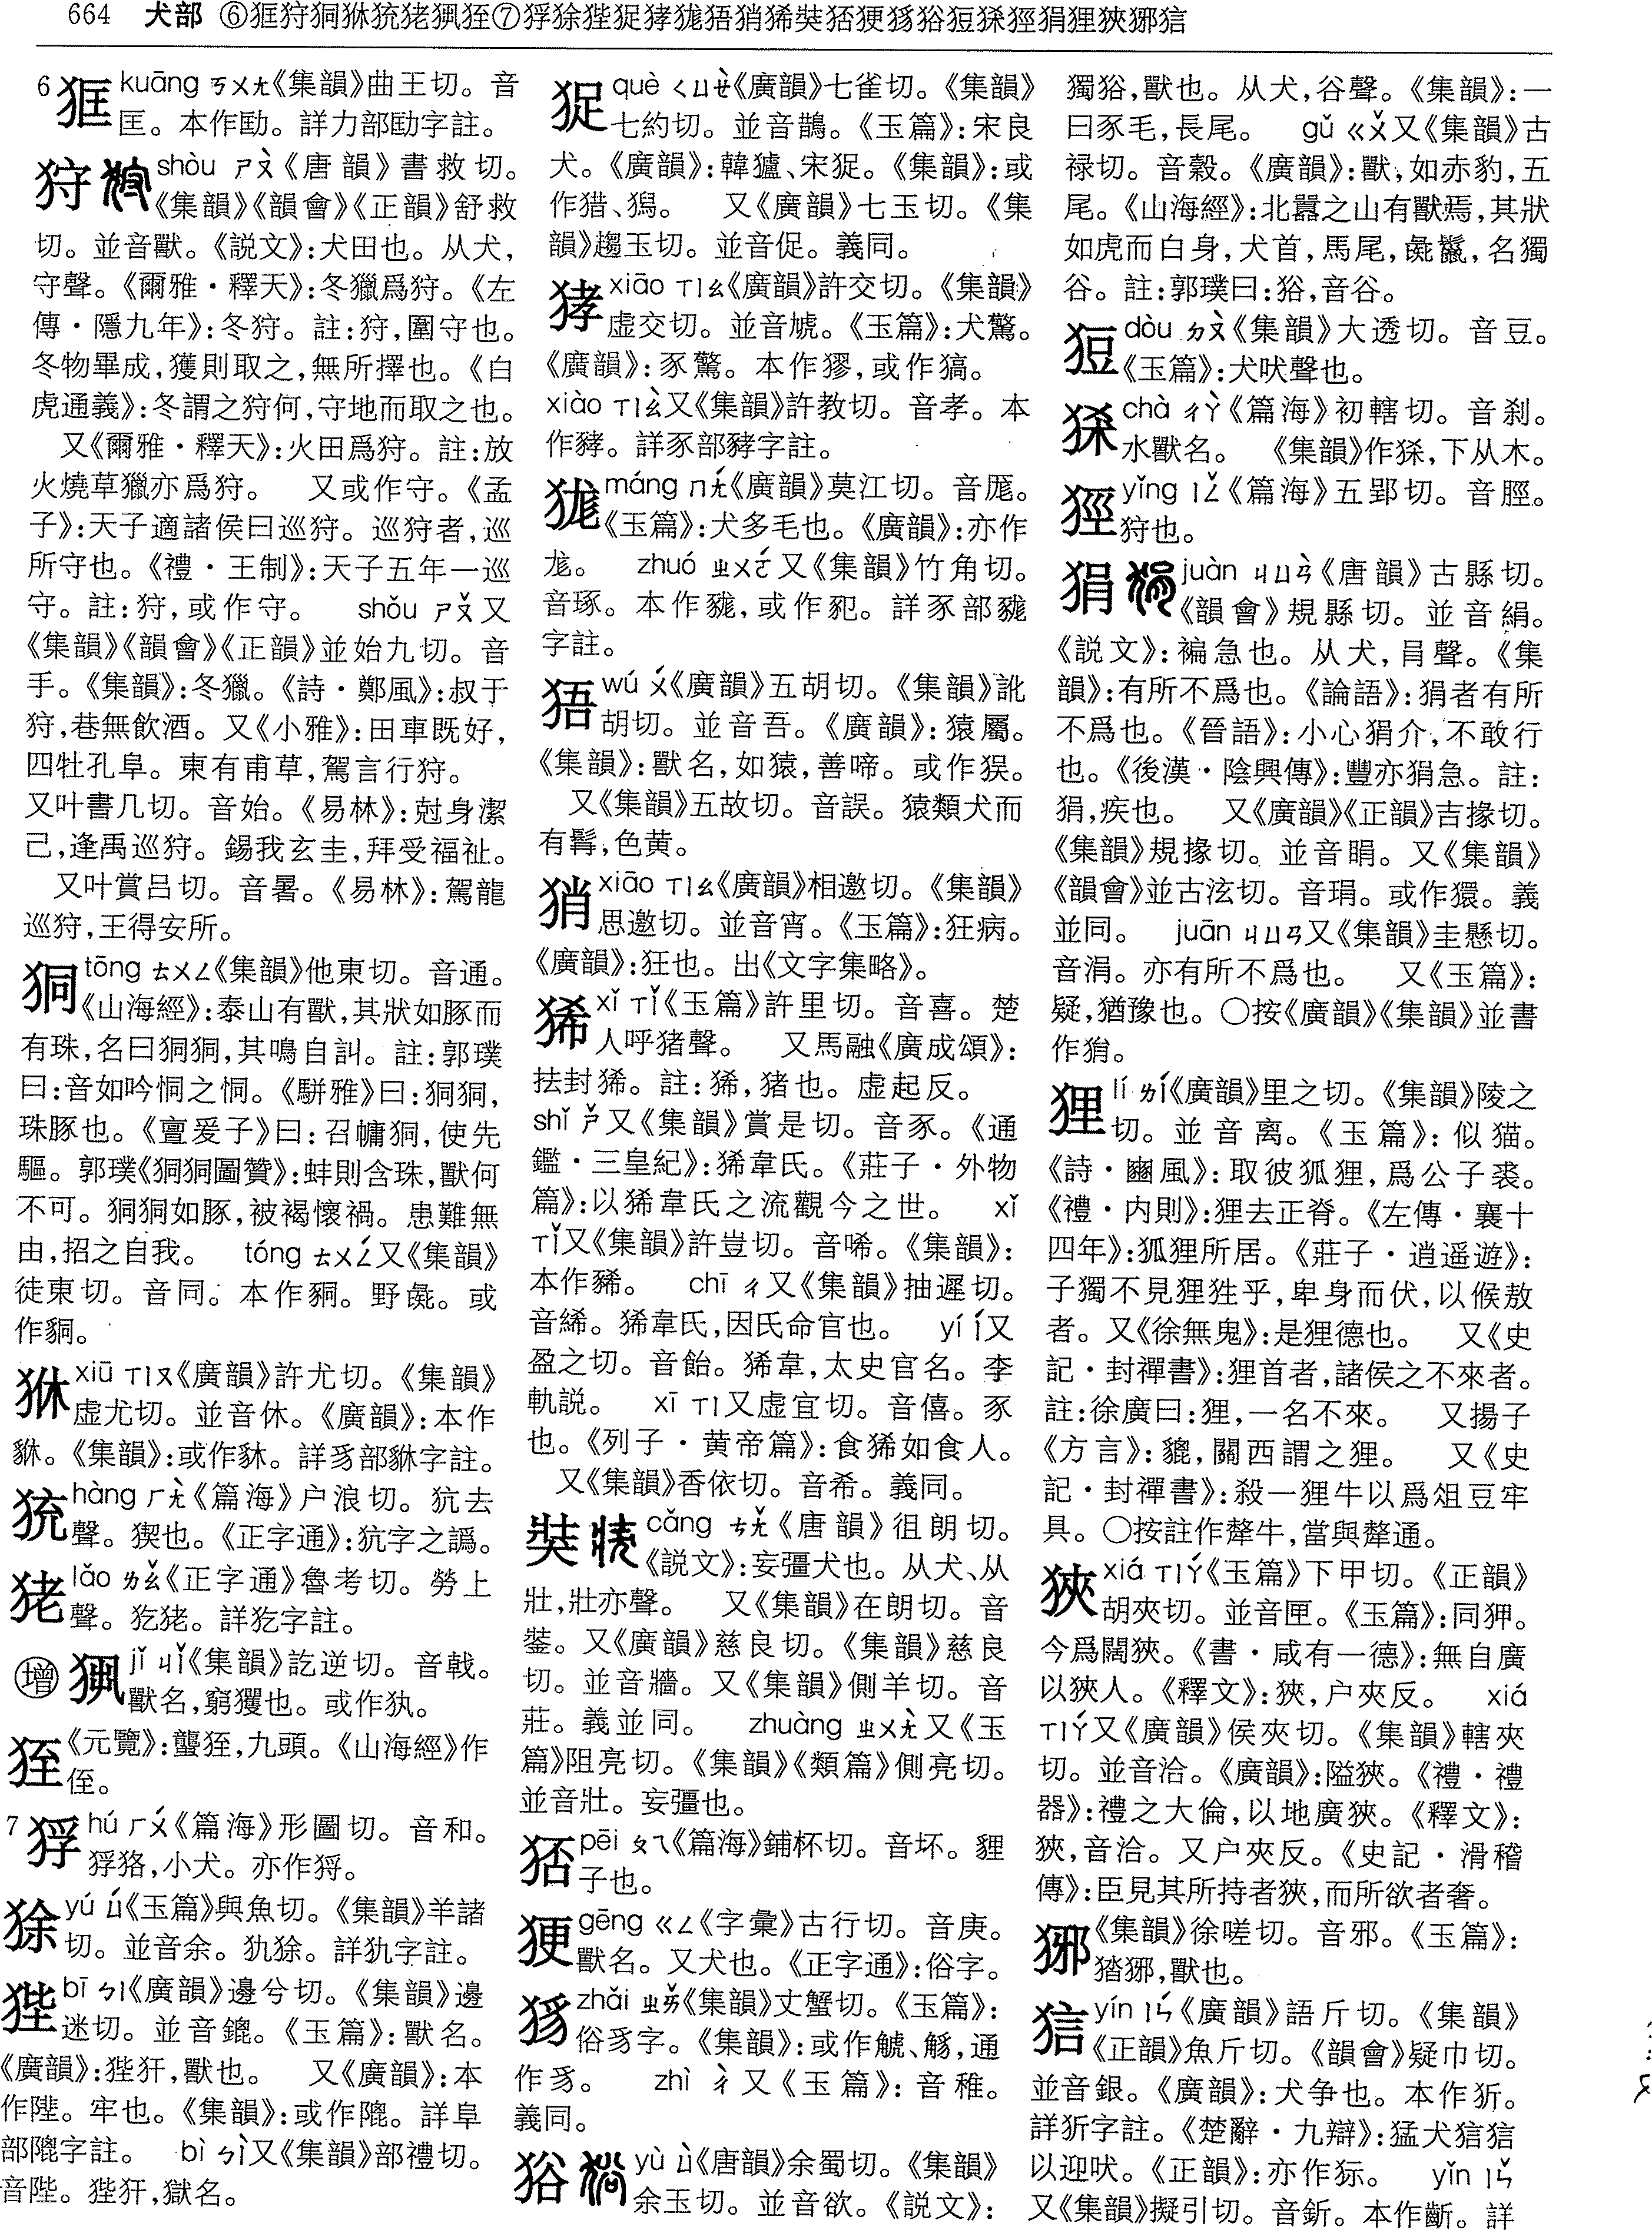 664 犬部 ⑥狂狩狪狝㹺狫㹵狌⑦𤝵狳狴捉㹲狵㹳㹱狶奘㹢㹴豸狢㹜㹰𤞏狷狸狹㹣狺
6 kuāng ㄎㄨㄤ《集韻》曲王切。音
匡。本作劻。詳力部劻字註。
狩 shòu ㄕㄡˋ《唐韻》書救切。
《集韻》《韻會》《正韻》舒救
切。並音獸。《説文》:犬田也。从犬,
守聲。《爾雅·釋天》:冬獵爲狩。《左
傳·隱九年》:冬狩。註:狩,圍守也。
冬物畢成,獲則取之,無所擇也。《白
虎通義》:冬謂之狩何,守地而取之也。
又《爾雅·釋天》:火田爲狩。註:放
火燒草獵亦爲狩。 又或作守。《孟
子》:天子適諸侯曰巡狩。巡狩者,巡
所守也。《禮·王制》:天子五年一巡
守。註:狩,或作守。 shǒu ㄕㄡˇ又
《集韻》《韻會》《正韻》並始九切。音
手。《集韻》:冬獵。《詩·鄭風》:叔于
狩,巷無飲酒。又《小雅》:田車既好,
四牡孔阜。東有甫草,駕言行狩。
又叶書几切。音始。《易林》:尅身潔
己,逢禹巡狩。錫我玄圭,拜受福祉。
又叶賞吕切。音暑。《易林》:駕龍
巡狩,王得安所。
狪 tōng ㄊㄨㄥ《集韻》他東切。音通。
《山海經》:泰山有獸,其狀如豚而
有珠,名曰狪狪,其鳴自訆。註:郭璞
曰:音如吟恫之恫。《駢雅》曰:狪狪,
珠豚也。《亶爰子》曰:召㺎狪,使先
驅。郭璞《狪狪圖贊》:蚌則含珠,獸何
不可。狪狪如豚,被褐懷禍。患難無
由,招之自我。 tóng ㄊㄨㄥˊ又《集韻》
徒東切。音同。本作㹿。野彘。或
作㣚。
㹯 xiū ㄒㄧㄡ《廣韻》許尤切。《集韻》
虚尤切。並音休。《廣韻》:本作
貅。《集韻》:或作㹯。詳豸部貅字註。
hàng ㄏㄤˋ《篇海》户浪切。犺去
聲。猰也。《正字通》:犺字之譌。
狫 lǎo ㄌㄠˇ《正字通》魯考切。勞上
聲。犵狫。詳犵字註。
增 jǐ ㄐㄧˇ《集韻》訖逆切。音戟。
獸名,窮玃也。或作㹟。
《元覽》:蠪狌,九頭。《山海經》作
侄。
7 hú ㄏㄨˊ《篇海》形圖切。音和。
小犬。亦作㹿。
狳 yú ㄩˊ《玉篇》與魚切。《集韻》羊諸
切。並音余。犰狳。詳犰字註。
狴 bī ㄅㄧ《廣韻》邊兮切。《集韻》邊
迷切。並音鎞。《玉篇》:獸名。
《廣韻》:狴犴,獸也。 又《廣韻》:本
作陛。牢也。《集韻》:或作㹩。詳阜
部字註。 bì ㄅㄧˋ又《集韻》部禮切。
音陛。狴犴,獄名。
què ㄑㄩㄝˋ《廣韻》七雀切。《集韻》
七約切。並音鵲。《玉篇》:宋良
犬。《廣韻》:韓獹、宋㹱。《集韻》:或
作猎、㹱。 又《廣韻》七玉切。《集
韻》趨玉切。並音促。義同。
xiāo ㄒㄧㄠ《廣韻》許交切。《集韻》
虚交切。並音虓。《玉篇》:犬驚。
《廣韻》:豕驚。本作㺒,或作㺀。
xiào ㄒㄧㄠˋ又《集韻》許教切。音孝。本
作豨。詳豕部字註。
狵 máng ㄇㄤˊ《廣韻》莫江切。音厖。
《玉篇》:犬多毛也。《廣韻》:亦作
尨。 zhuó ㄓㄨㄛˊ又《集韻》竹角切。
音琢。本作豵,或作豝。詳豕部
字註。
wú ㄨˊ《廣韻》五胡切。《集韻》訛
胡切。並音吾。《廣韻》:猿屬。
《集韻》:獸名,如猿,善啼。或作㹳。
又《集韻》五故切。音誤。猿類犬而
有髯,色黄。
xiāo ㄒㄧㄠ《廣韻》相邀切。《集韻》
思邀切。並音宵。《玉篇》:狂病。
《廣韻》:狂也。出《文字集略》。
狶 xǐ ㄒㄧˇ《玉篇》許里切。音喜。楚
人呼猪聲。 又馬融《廣成頌》:
抾封狶。註:狶,猪也。虚起反。
shǐ ㄕˇ又《集韻》賞是切。音豕。《通
鑑·三皇紀》:狶韋氏。《莊子·外物
篇》:以狶韋氏之流觀今之世。 xǐ
ㄒㄧˇ又《集韻》許豈切。音唏。《集韻》:
本作豨。 chī ㄔ又《集韻》抽遲切。
音絺。狶韋氏,因氏命官也。 yí ㄧˊ又
盈之切。音飴。狶韋,太史官名。李
軌説。 xī ㄒㄧ又虚宜切。音僖。豕
也。《列子·黄帝篇》:食狶如食人。
又《集韻》香依切。音希。義同。
奘 cǎng ㄘㄤˇ《唐韻》徂朗切。
《説文》:妄彊犬也。从犬、从
壯,壯亦聲。 又《集韻》在朗切。音
又《廣韻》慈良切。《集韻》慈良
切。並音牆。又《集韻》側羊切。音
莊。義並同。 zhuàng ㄓㄨㄤˋ又《玉
篇》阻亮切。《集韻》《類篇》側亮切。
並音壯。妄彊也。
pēi ㄆㄟ《篇海》鋪杯切。音坏。貍
子也。
gēng ㄍㄥ《字彙》古行切。音庚。
獸名。又犬也。《正字通》:俗字。
zhǎi ㄓㄞˇ《集韻》丈蟹切。《玉篇》:
俗豸字。《集韻》:或作觽、觹,通
作豸。 zhì ㄓˋ又《玉篇》:音稚。
義同。
yù ㄩˋ《唐韻》余蜀切。《集韻》
余玉切。並音欲。《説文》:
獨𤞞,獸也。从犬,谷聲。《集韻》:一
曰豕毛,長尾。 gǔ ㄍㄨˇ又《集韻》古
禄切。音穀。《廣韻》:獸,如赤豹,五
尾。《山海經》:北嚻之山有獸焉,其狀
如虎而白身,犬首,馬尾,彘鬣,名獨
谷。註:郭璞曰:𤞞,音谷。
dòu ㄉㄡˋ《集韻》大透切。音豆。
《玉篇》:犬吠聲也。
chà ㄔㄚˋ《篇海》初轄切。音刹。
水獸名。 《集韻》作㹰,下从木。
yǐng ㄧㄥˇ《篇海》五郢切。音脛。
狩也。
狷 juàn ㄐㄩㄢˋ《唐韻》古縣切。
《韻會》規縣切。並音絹。
《説文》:褊急也。从犬,肙聲。《集
韻》:有所不爲也。《論語》:狷者有所
不爲也。《晉語》:小心狷介,不敢行
也。《後漢·陰興傳》:豐亦狷急。註:
狷,疾也。 又《廣韻》《正韻》吉掾切。
《集韻》規掾切。並音睊。又《集韻》
《韻會》並古泫切。音琄。或作獧。義
並同。 juān ㄐㄩㄢ又《集韻》圭懸切。
音涓。亦有所不爲也。 又《玉篇》:
疑,猶豫也。○按《廣韻》《集韻》並書
作㹪。
狸 lí ㄌㄧˊ《廣韻》里之切。《集韻》陵之
切。並音离。《玉篇》:似猫。
《詩·豳風》:取彼狐狸,爲公子裘。
《禮·内則》:狸去正脊。《左傳·襄十
四年》:狐狸所居。《莊子·逍遥遊》:
子獨不見狸狌乎,卑身而伏,以候敖
者。又《徐無鬼》:是狸德也。 又《史
記·封禪書》:狸首者,諸侯之不來者。
註:徐廣曰:狸,一名不來。 又揚子
《方言》:貔,關西謂之狸。 又《史
記·封禪書》:殺一狸牛以爲俎豆牢
具。○按註作犛牛,當與犛通。
狹 xiá ㄒㄧㄚˊ《玉篇》下甲切。《正韻》
胡夾切。並音匣。《玉篇》:同狎。
今爲闊狹。《書·咸有一德》:無自廣
以狹人。《釋文》:狹,户夾反。 xiá
ㄒㄧㄚˊ又《廣韻》侯夾切。《集韻》轄夾
切。並音洽。《廣韻》:隘狹。《禮·禮
器》:禮之大倫,以地廣狹。《釋文》:
狹,音洽。又户夾反。《史記·滑稽
傳》:臣見其所持者狹,而所欲者奢。
《集韻》徐嗟切。音邪。《玉篇》:
獸也。
狺 yín ㄧㄣˊ《廣韻》語斤切。《集韻》
《正韻》魚斤切。《韻會》疑巾切。
並音銀。《廣韻》:犬争也。本作㹞。
詳㹞字註。《楚辭·九辯》:猛犬狺狺
以迎吠。《正韻》:亦作㹜。 yǐn ㄧㄣˇ
又《集韻》擬引切。音釿。本作齗。詳